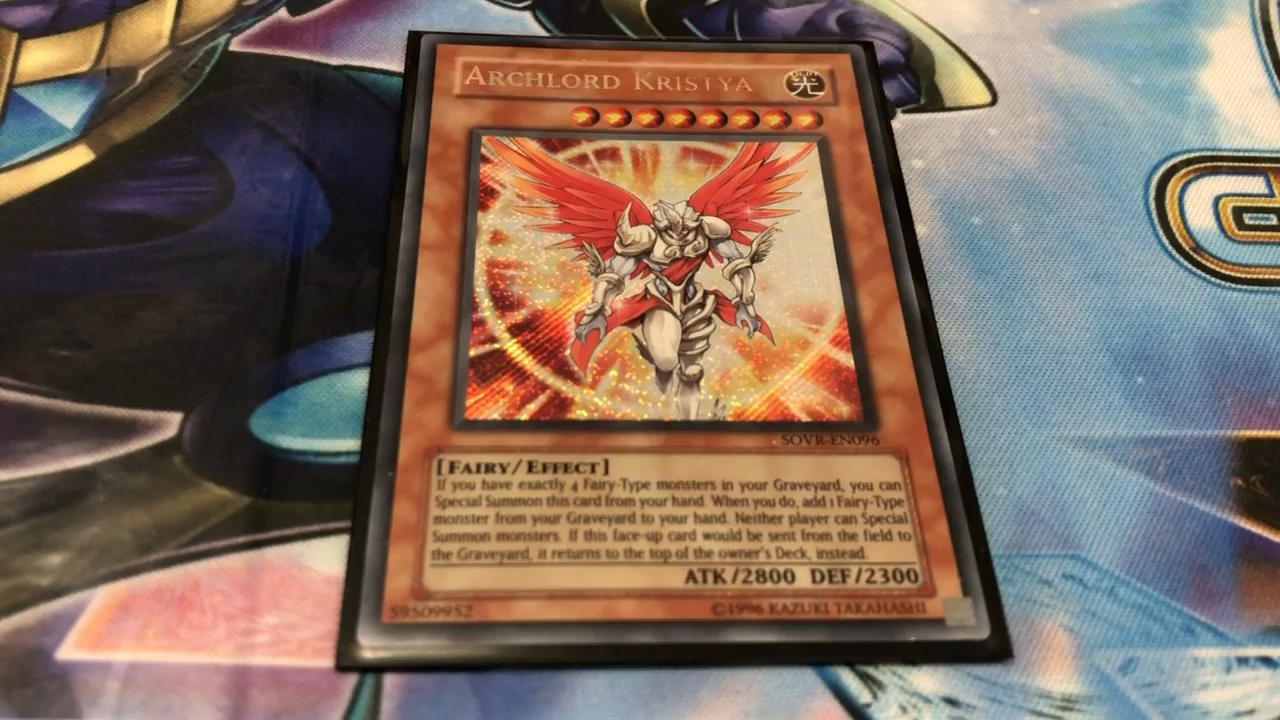 ARCHLORD KRISTYA
光
SOVR-EN096
[FAIRY/EFFECT]
If you have exactly 4 Fairy-Type monsters in your Graveyard, you can
Special Summon this card from your hand. When you do, add 1 Fairy-Type
monster from your Graveyard to your hand. Neither player can Special
Summon monsters. If this face-up card would be sent from the field to
the Graveyard, it returns to the top of the owner's Deck, instead.
ATK/2800 DEF/2300
59509952
©1996 KAZUKI TAKAHASHI